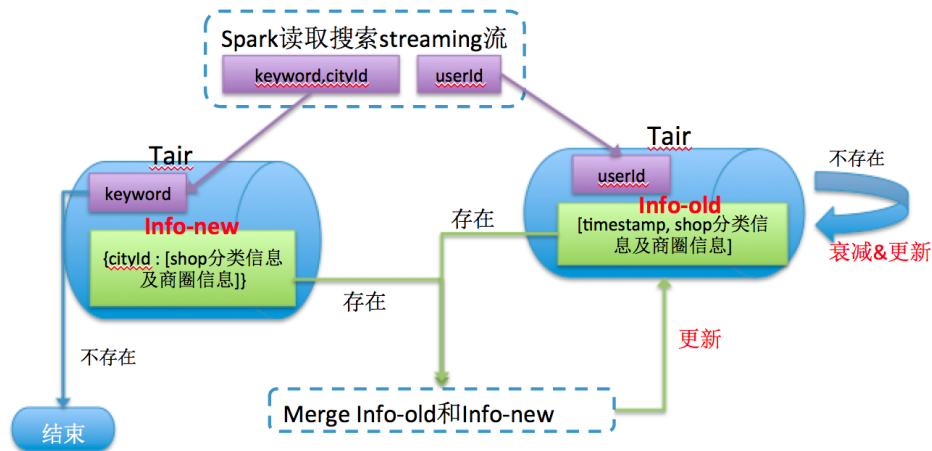 Spark读取搜索streaming流
keyword,cityId
userId
Tair
keyword
Info-new
{cityId : [shop分类信息
及商圈信息]}
Tair
userId
Info-old
[timestamp, shop分类信
息及商圈信息]
不存在
衰减&更新
存在
存在
更新
不存在
Merge Info-old和Info-new
结束